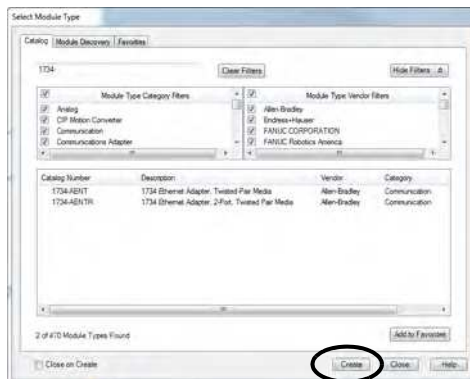 Select Module Type
Catalog Module Discovery Favorites
1734 Clear Filters Hide Filters
Module Type Category Filters Module Type Vendor Filters
Analog Allen-Bradley
CIP Motion Converter Endress+Hauser
Communication FANUC CORPORATION
Communications Adapter FANUC Robotics America
Catalog Number Description Vendor Category
1734-AENT 1734 Ethernet Adapter, Twisted-Pair Media Allen-Bradley Communication
1734-AENTR 1734 Ethernet Adapter, 2-Port, Twisted-Pair Media Allen-Bradley Communication
2 of 470 Module Types Found Add to Favorites
Close on Create Create Close Help